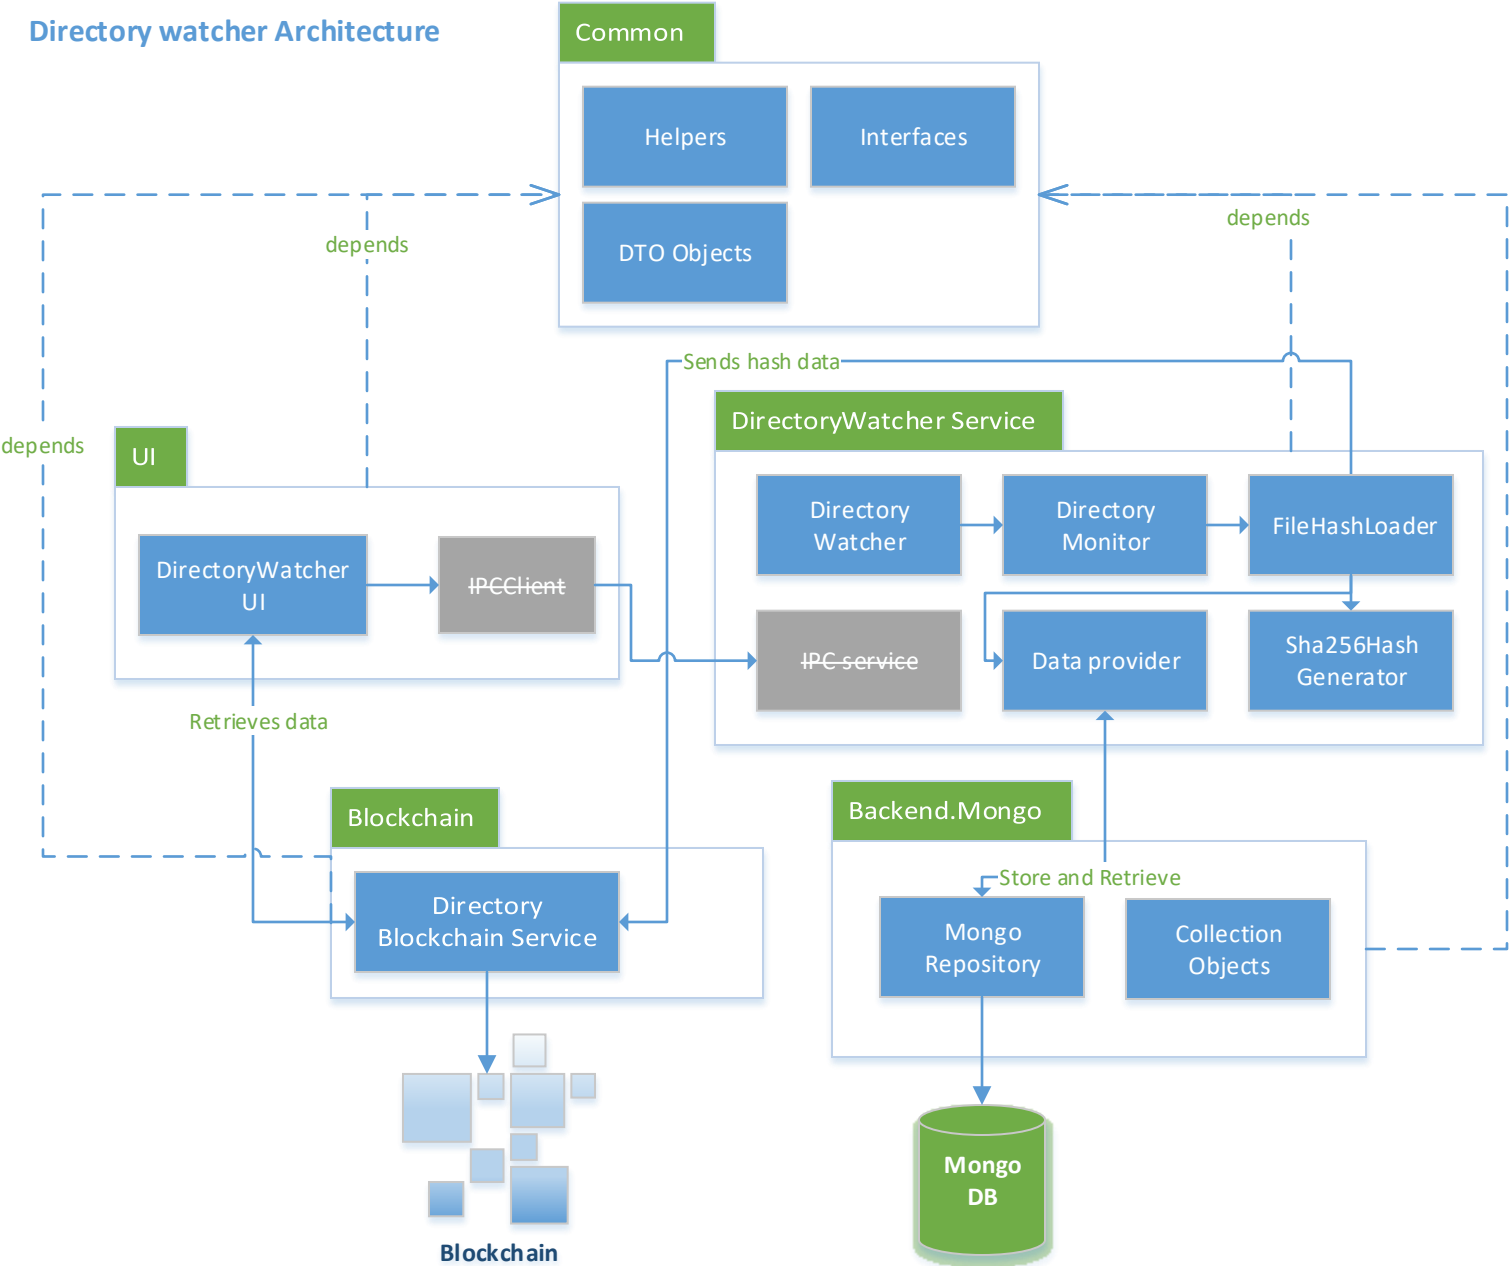 Directory watcher Architecture
Common
Helpers
Interfaces
DTO Objects
depends
depends
depends
Sends hash data
DirectoryWatcher Service
UI
Directory
Watcher
Directory
Monitor
FileHashLoader
DirectoryWatcher
UI
IPCClient
IPC service
Data provider
Sha256Hash
Generator
Retrieves data
Blockchain
Backend.Mongo
Directory
Blockchain Service
Store and Retrieve
Mongo
Repository
Collection
Objects
Mongo
DB
Blockchain